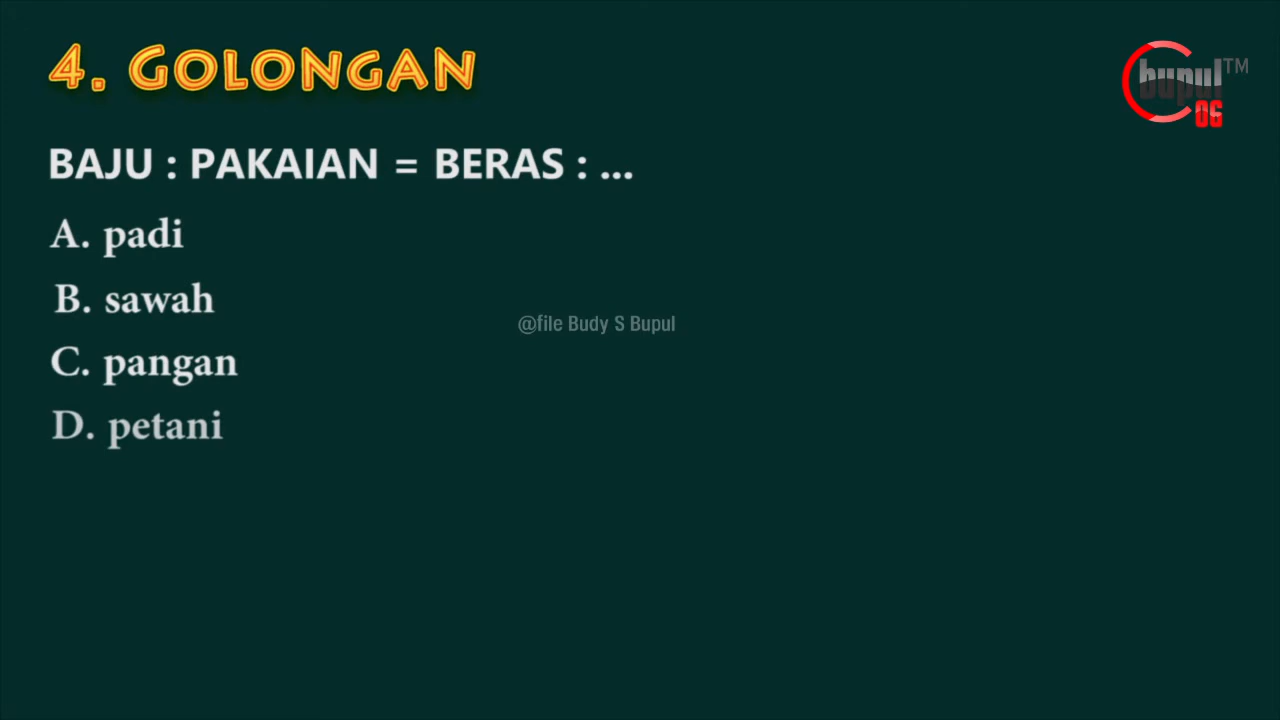 4. GOLONGAN
bupul™
OG
BAJU : PAKAIAN = BERAS : ...
A. padi
B. sawah
C. pangan
D. petani
@file Budy S Bupul